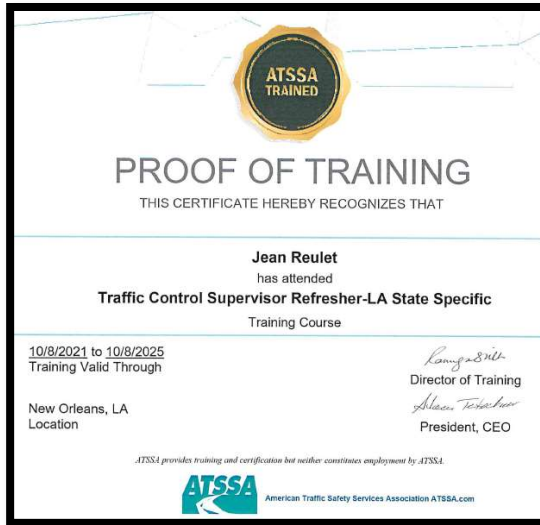 ATSSA
TRAINED
PROOF OF TRAINING
THIS CERTIFICATE HEREBY RECOGNIZES THAT
Jean Reulet
has attended
Traffic Control Supervisor Refresher-LA State Specific
Training Course
10/8/2021 to 10/8/2025
Training Valid Through
Director of Training
New Orleans, LA
Location
President, CEO
ATSSA provides training and certification but neither constitutes employment by ATSSA.
ATSSA
American Traffic Safety Services Association ATSSA.com